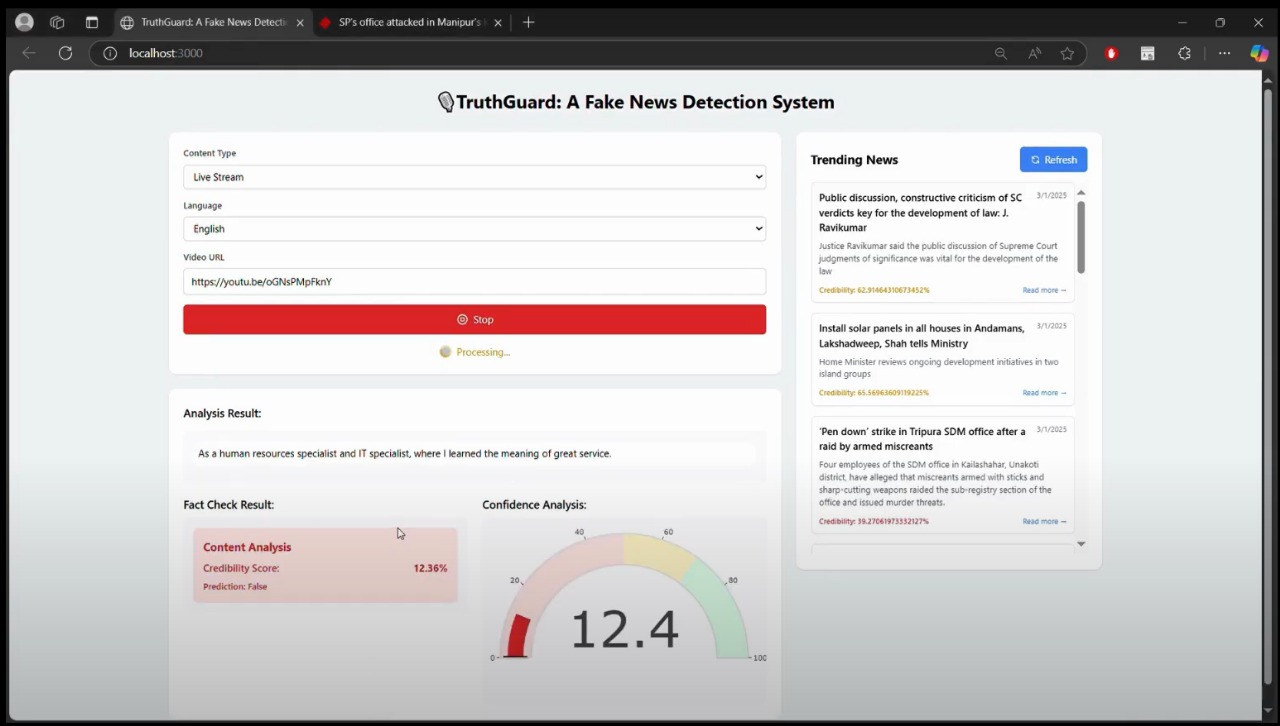 TruthGuard: A Fake News Detectic
SP's office attacked in Manipur's
localhost:3000
TruthGuard: A Fake News Detection System
Content Type
Live Stream
Language
English
Video URL
https://youtu.be/oGNsPMpFknY
Stop
Processing...
Analysis Result:
As a human resources specialist and IT specialist, where I learned the meaning of great service.
Fact Check Result:
Content Analysis
Credibility Score: 12.36%
Prediction: False
Confidence Analysis:
0
20
40
60
80
100
12.4
Trending News
Refresh
Public discussion, constructive criticism of SC
verdicts key for the development of law: J.
Ravikumar
3/1/2025
Justice Ravikumar said the public discussion of Supreme Court
judgments of significance was vital for the development of the
law
Credibility: 62.91464310673452%
Read more →
Install solar panels in all houses in Andamans,
Lakshadweep, Shah tells Ministry
3/1/2025
Home Minister reviews ongoing development initiatives in two
island groups
Credibility: 65.56963609119225%
Read more →
‘Pen down’ strike in Tripura SDM office after a
raid by armed miscreants
3/1/2025
Four employees of the SDM office in Kailashahar, Unakoti
district, have alleged that miscreants armed with sticks and
sharp-cutting weapons raided the sub-registry section of the
office and issued murder threats.
Credibility: 39.27061973332127%
Read more →